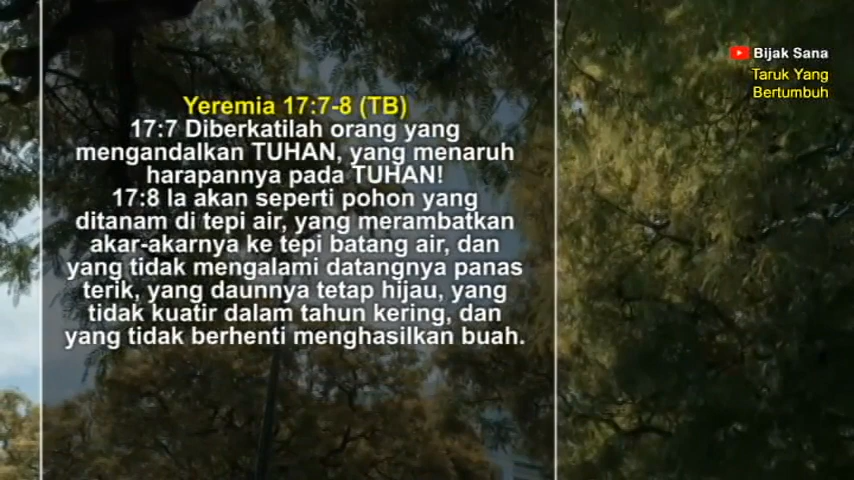 Yeremia 17:7-8 (TB)
17:7 Diberkatilah orang yang
mengandalkan TUHAN, yang menaruh
harapannya pada TUHAN!
17:8 Ia akan seperti pohon yang
ditanam di tepi air, yang merambatkan
akar-akarnya ke tepi batang air, dan
yang tidak mengalami datangnya panas
terik, yang daunnya tetap hijau, yang
tidak kuatir dalam tahun kering, dan
yang tidak berhenti menghasilkan buah.
Bijak Sana
Taruk Yang
Bertumbuh